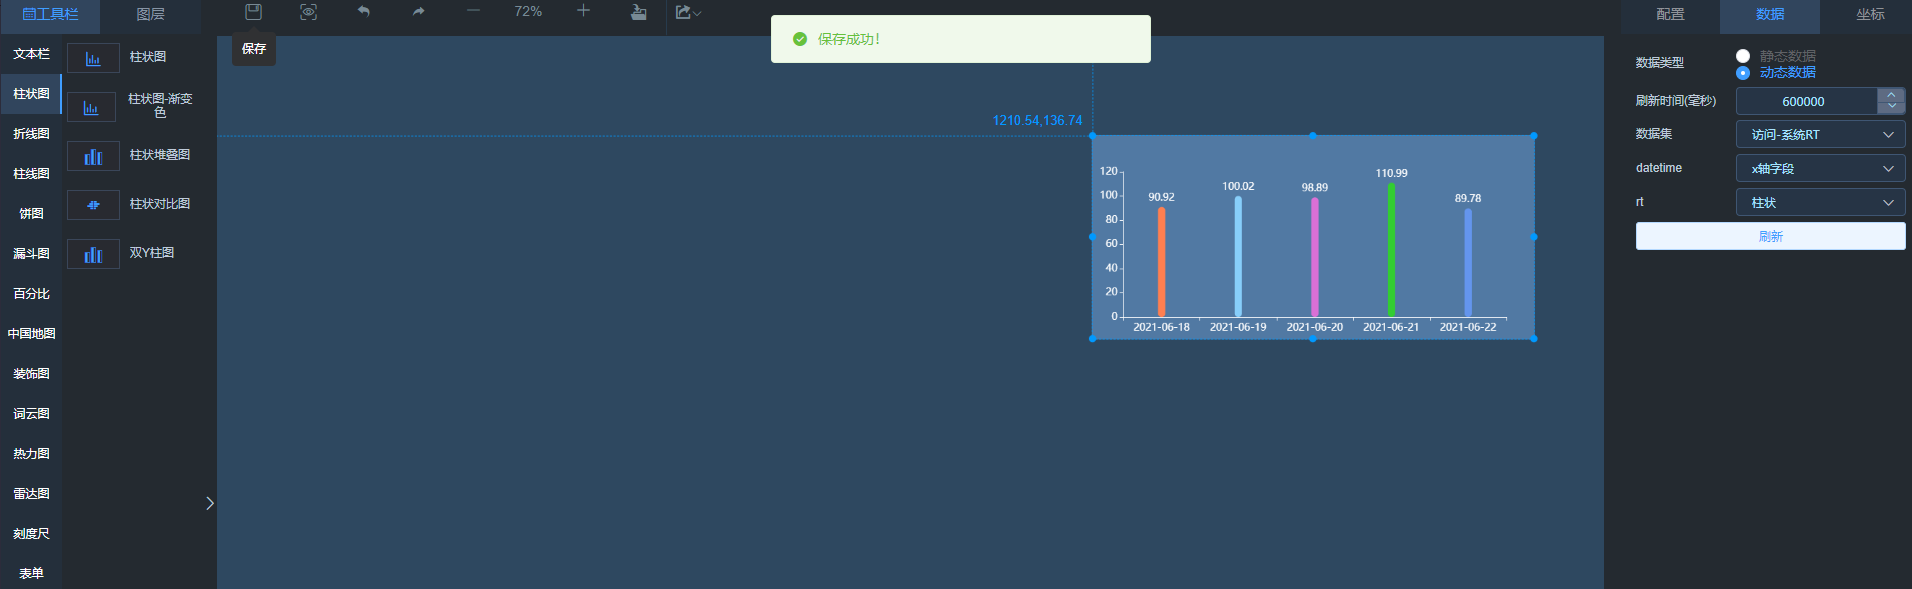 工具栏
图层
72%
保存
保存成功！
文本栏
柱状图
折线图
柱线图
饼图
漏斗图
百分比
中国地图
装饰图
词云图
热力图
雷达图
刻度尺
表单
柱状图
柱状图-渐变
色
柱状堆叠图
柱状对比图
双Y柱图
1210.54,136.74
120
100
80
60
40
20
0
90.92
100.02
98.89
110.99
89.78
2021-06-18
2021-06-19
2021-06-20
2021-06-21
2021-06-22
配置
数据
坐标
数据类型
静态数据
动态数据
刷新时间(毫秒)
600000
数据集
访问-系统RT
datetime
x轴字段
rt
柱状
刷新